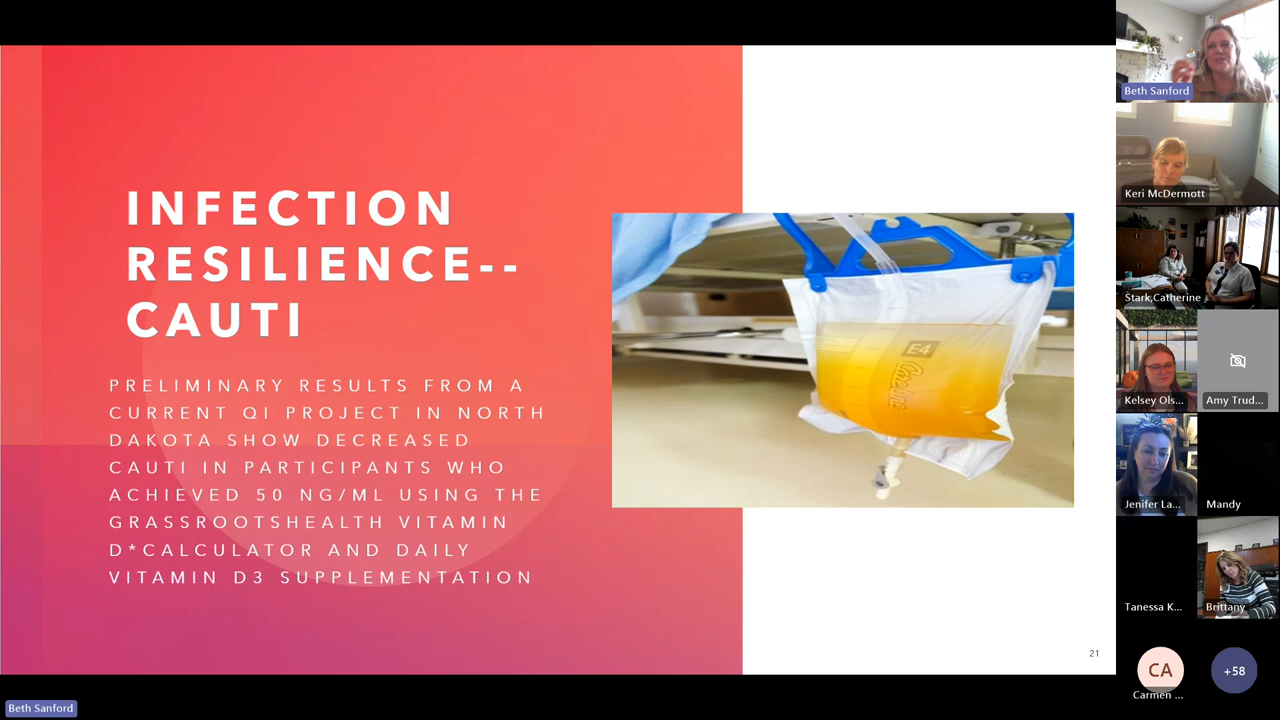 INFECTION
RESILIENCE--
CAUTI
PRELIMINARY RESULTS FROM A
CURRENT QI PROJECT IN NORTH
DAKOTA SHOW DECREASED
CAUTI IN PARTICIPANTS WHO
ACHIEVED 50 NG/ML USING THE
GRASSROOTSHEALTH VITAMIN
D*CALCULATOR AND DAILY
VITAMIN D3 SUPPLEMENTATION
E4
21
Beth Sanford
Beth Sanford
Keri McDermott
Stark,Catherine
Kelsey Ols...
Amy Trud...
Jenifer La...
Mandy
Tanessa K...
Brittany
CA
Carmen ...
+58